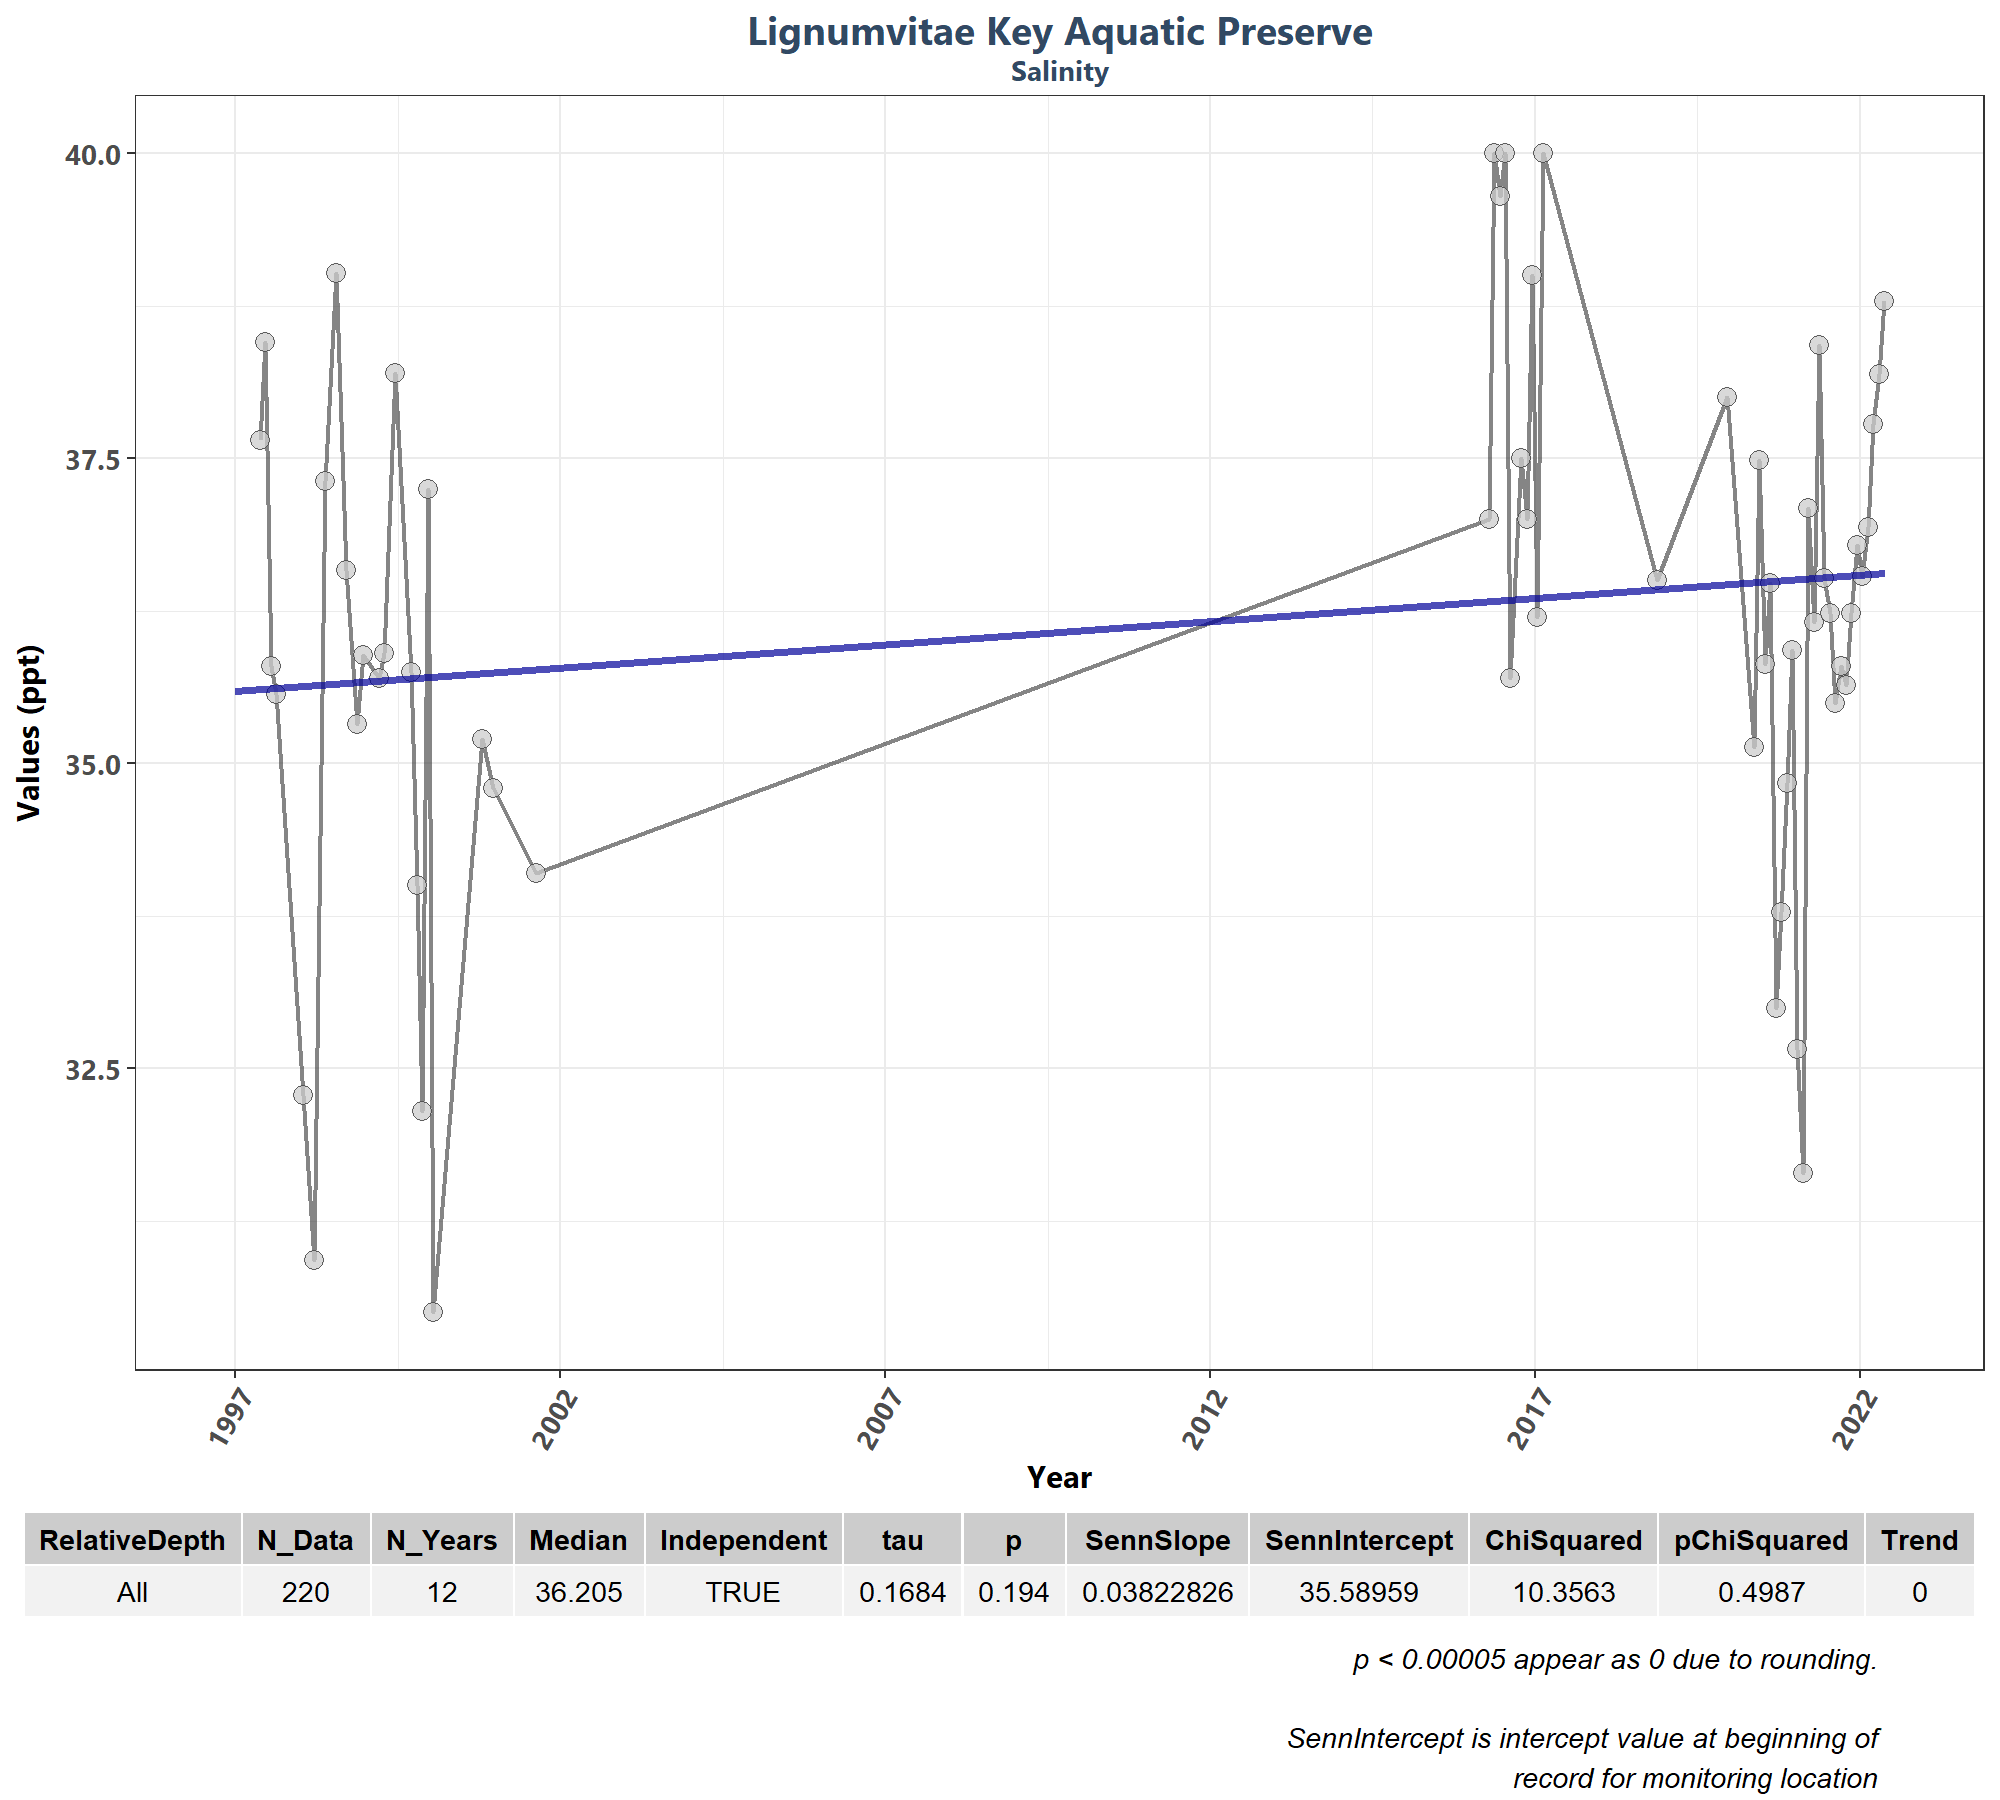 Lignumvitae Key Aquatic Preserve
Salinity
40.0
37.5
35.0
32.5
Values (ppt)
1997 2002 2007 2012 2017 2022
Year
RelativeDepth N_Data N_Years Median Independent tau p SennSlope SennIntercept ChiSquared pChiSquared Trend
All 220 12 36.205 TRUE 0.1684 0.194 0.03822826 35.58959 10.3563 0.4987 0
p < 0.00005 appear as 0 due to rounding.
SennIntercept is intercept value at beginning of
record for monitoring location